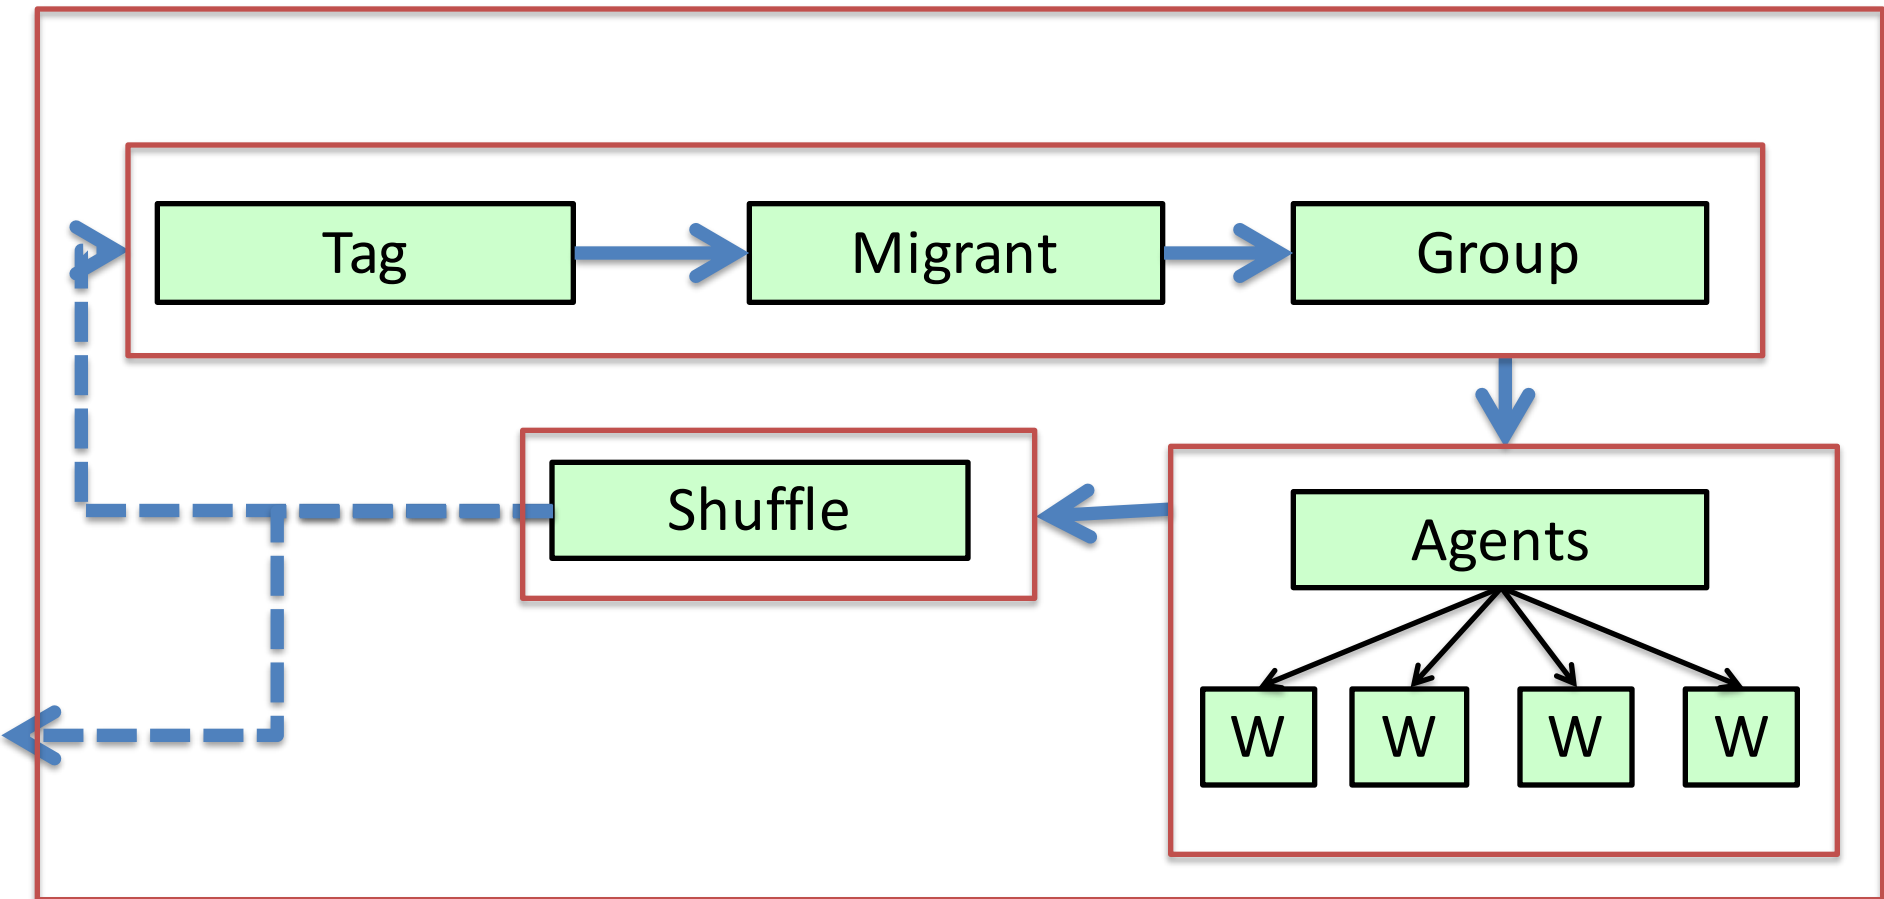 Tag
Migrant
Group
Shuffle
Agents
W
W
W
W